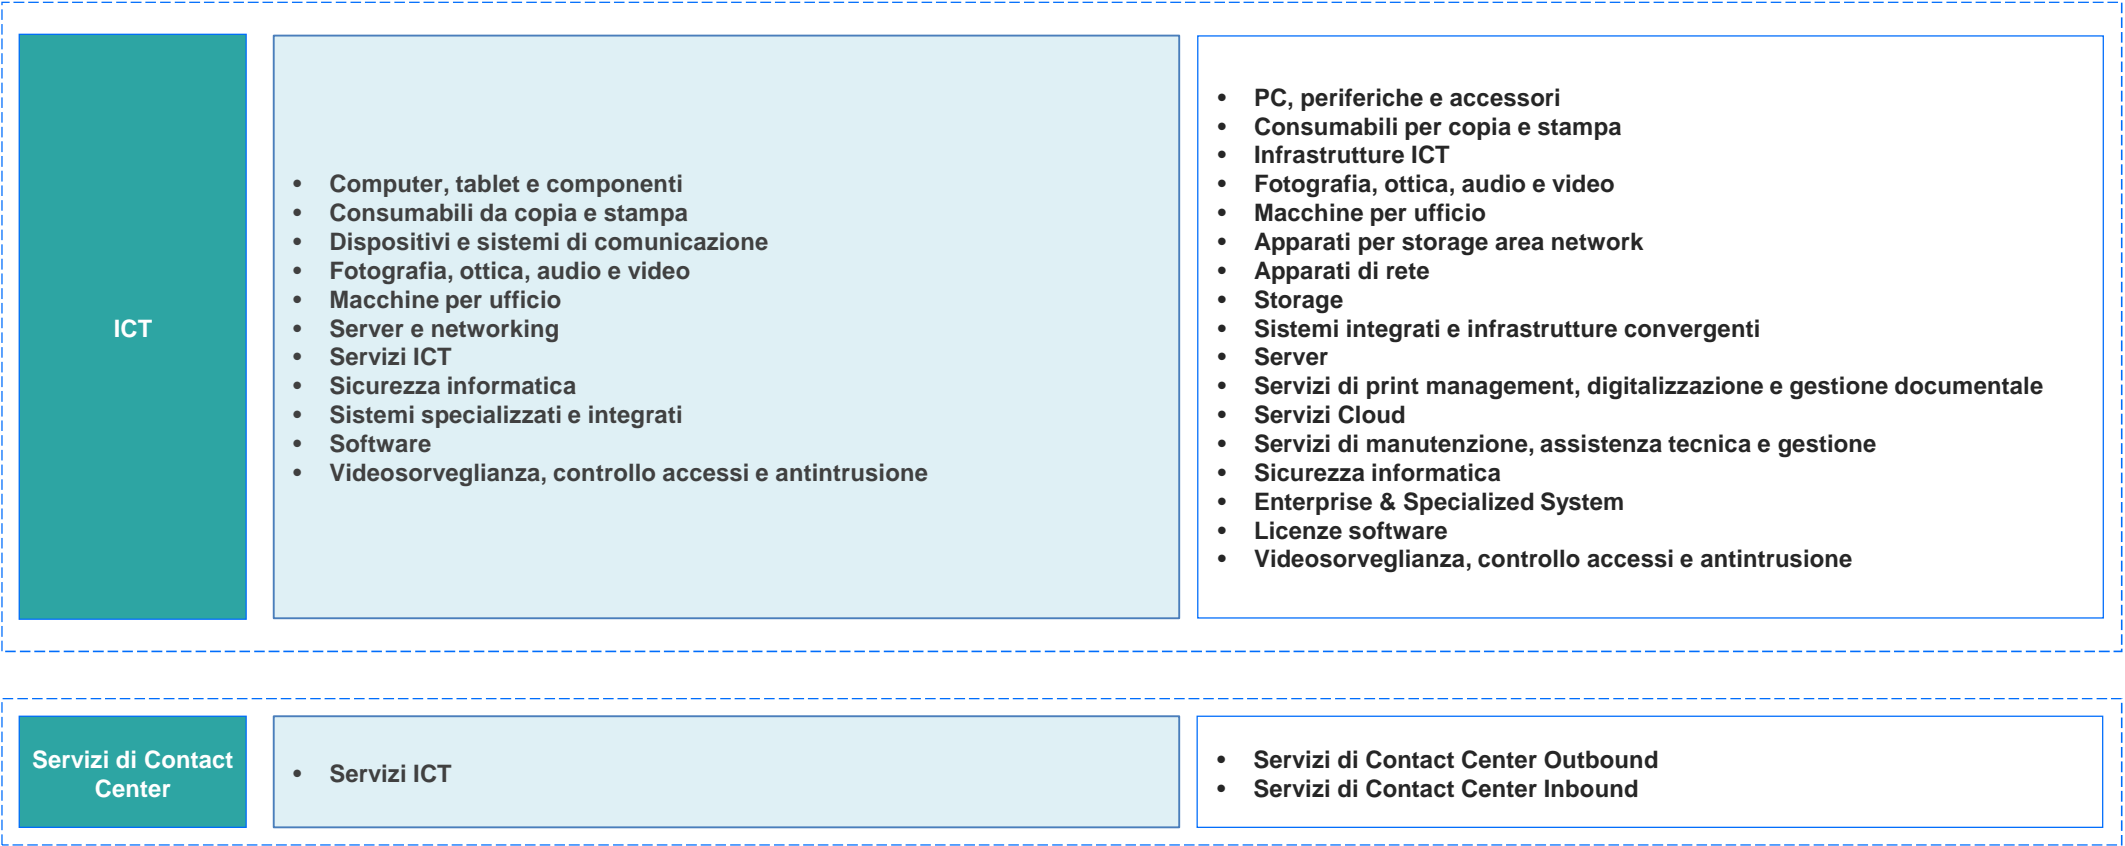 ICT
• Computer, tablet e componenti
• Consumabili da copia e stampa
• Dispositivi e sistemi di comunicazione
• Fotografia, ottica, audio e video
• Macchine per ufficio
• Server e networking
• Servizi ICT
• Sicurezza informatica
• Sistemi specializzati e integrati
• Software
• Videosorveglianza, controllo accessi e antintrusione
• PC, periferiche e accessori
• Consumabili per copia e stampa
• Infrastrutture ICT
• Fotografia, ottica, audio e video
• Macchine per ufficio
• Apparati per storage area network
• Apparati di rete
• Storage
• Sistemi integrati e infrastrutture convergenti
• Server
• Servizi di print management, digitalizzazione e gestione documentale
• Servizi Cloud
• Servizi di manutenzione, assistenza tecnica e gestione
• Sicurezza informatica
• Enterprise & Specialized System
• Licenze software
• Videosorveglianza, controllo accessi e antintrusione
Servizi di Contact
Center
• Servizi ICT
• Servizi di Contact Center Outbound
• Servizi di Contact Center Inbound